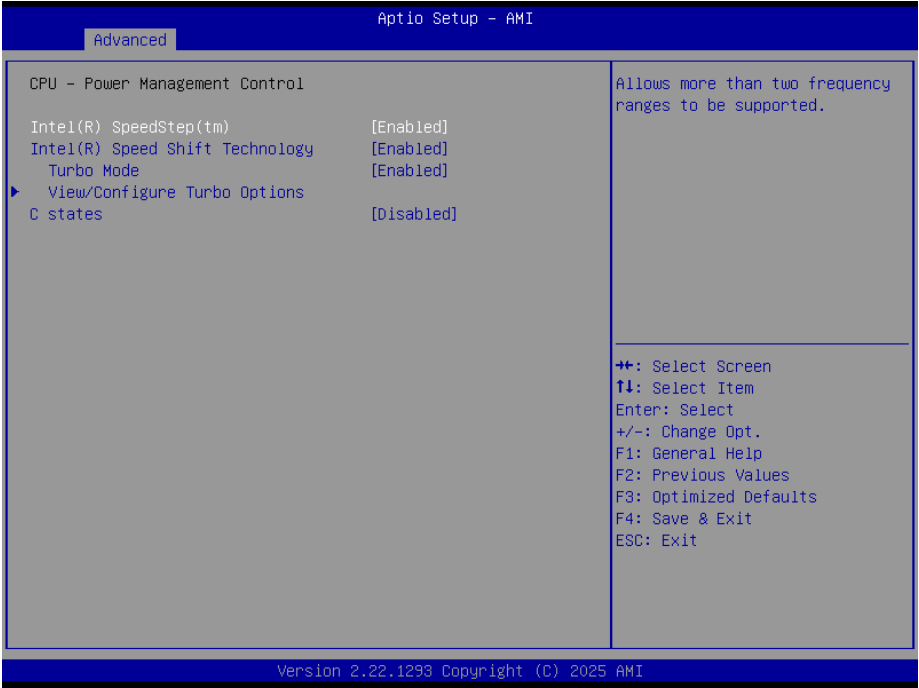 Aptio Setup – AMI
Advanced
CPU – Power Management Control
Intel(R) SpeedStep(tm) [Enabled]
Intel(R) Speed Shift Technology [Enabled]
Turbo Mode [Enabled]
View/Configure Turbo Options
C states [Disabled]
Allows more than two frequency
ranges to be supported.
→←: Select Screen
↑↓: Select Item
Enter: Select
+/–: Change Opt.
F1: General Help
F2: Previous Values
F3: Optimized Defaults
F4: Save & Exit
ESC: Exit
Version 2.22.1293 Copyright (C) 2025 AMI